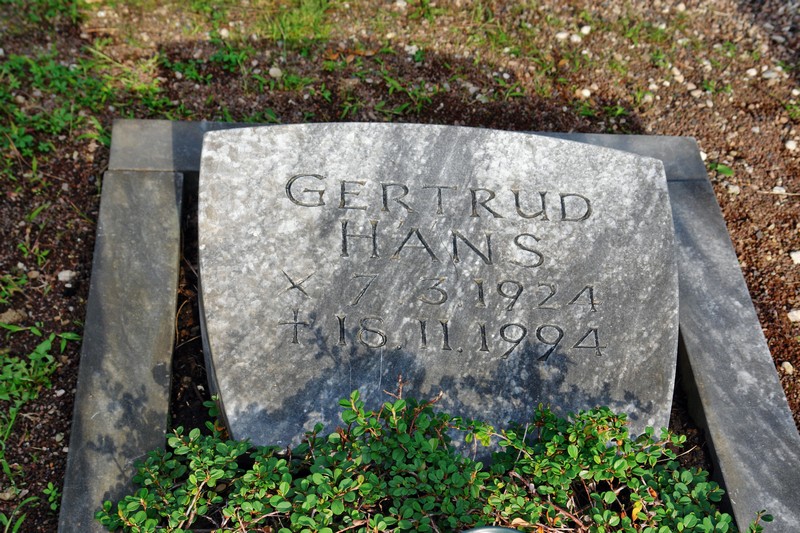 GERTRUD
HANS
× 7. 3. 1924
† 18. 11. 1994